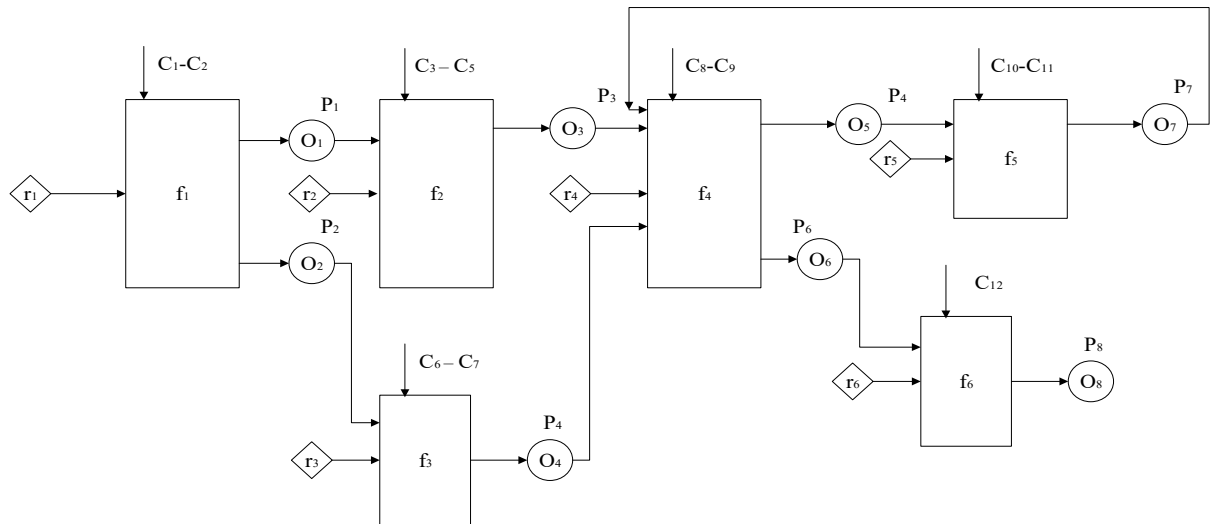 C₁-C₂
C₃ – C₅
C₈-C₉
C₁₀-C₁₁
P₁
P₃
P₄
P₇
O₁
O₃
O₅
O₇
r₁
f₁
r₂
f₂
r₄
f₄
r₅
f₅
P₂
O₂
P₆
O₆
C₁₂
C₆ – C₇
P₈
r₆
f₆
O₈
P₄
r₃
f₃
O₄